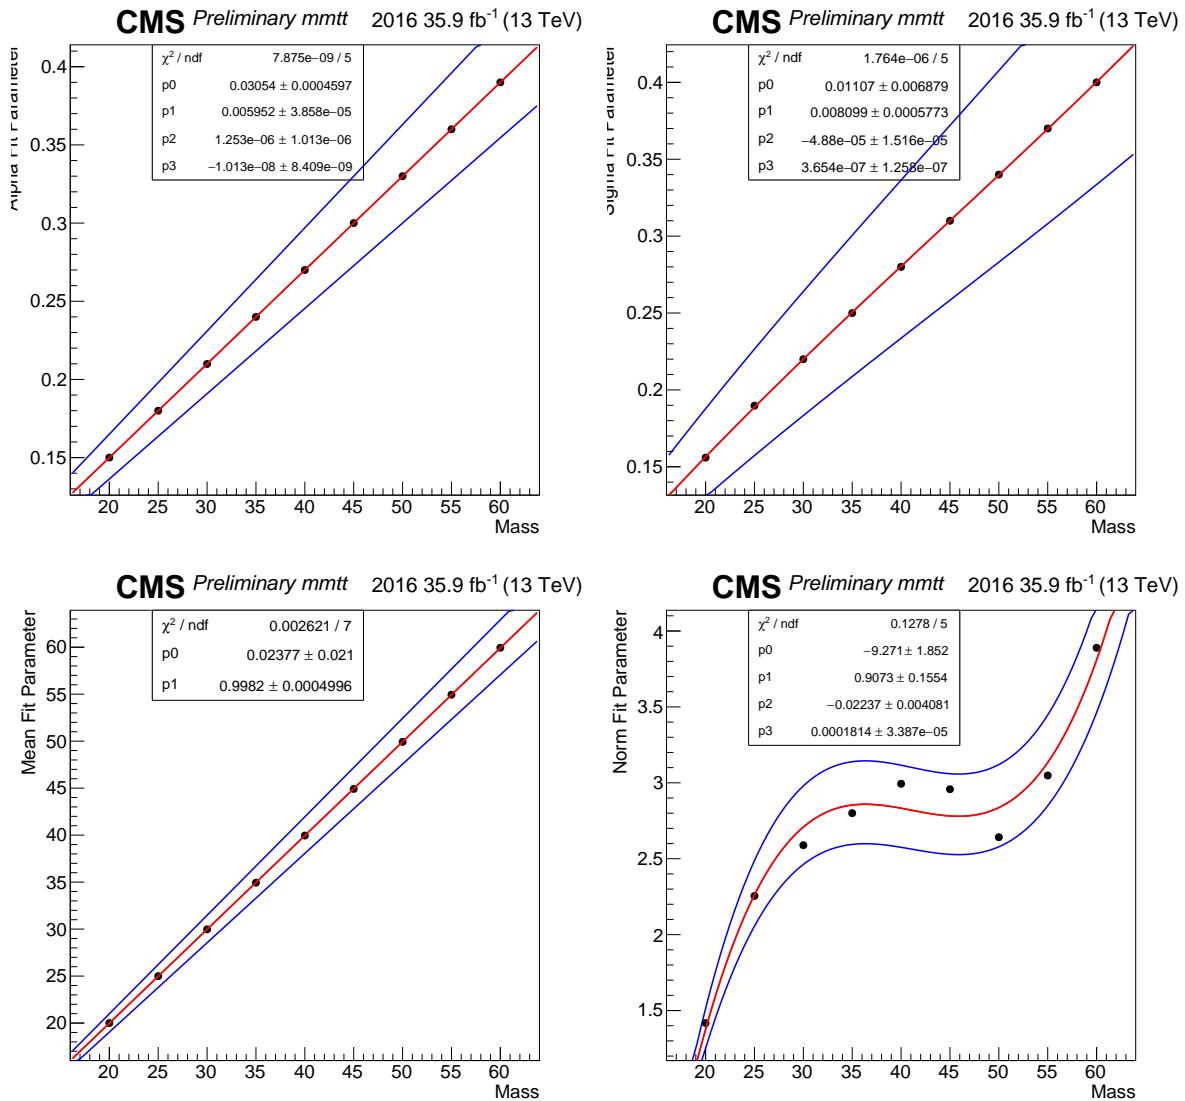 CMS Preliminary mmtt 2016 35.9 fb-1 (13 TeV)
Alpha Fit Parameter
χ2 / ndf 7.875e−09 / 5
p0 0.03054 ± 0.0004597
p1 0.005952 ± 3.858e−05
p2 1.253e−06 ± 1.013e−06
p3 −1.013e−08 ± 8.409e−09
0.4
0.35
0.3
0.25
0.2
0.15
20 25 30 35 40 45 50 55 60
Mass
CMS Preliminary mmtt 2016 35.9 fb-1 (13 TeV)
Sigma Fit Parameter
χ2 / ndf 1.764e−06 / 5
p0 0.01107 ± 0.006879
p1 0.008099 ± 0.0005773
p2 −4.88e−05 ± 1.516e−05
p3 3.654e−07 ± 1.258e−07
0.4
0.35
0.3
0.25
0.2
0.15
20 25 30 35 40 45 50 55 60
Mass
CMS Preliminary mmtt 2016 35.9 fb-1 (13 TeV)
Mean Fit Parameter
χ2 / ndf 0.002621 / 7
p0 0.02377 ± 0.021
p1 0.9982 ± 0.0004996
60
55
50
45
40
35
30
25
20
20 25 30 35 40 45 50 55 60
Mass
CMS Preliminary mmtt 2016 35.9 fb-1 (13 TeV)
Norm Fit Parameter
χ2 / ndf 0.1278 / 5
p0 −9.271 ± 1.852
p1 0.9073 ± 0.1554
p2 −0.02237 ± 0.004081
p3 0.0001814 ± 3.387e−05
4
3.5
3
2.5
2
1.5
20 25 30 35 40 45 50 55 60
Mass